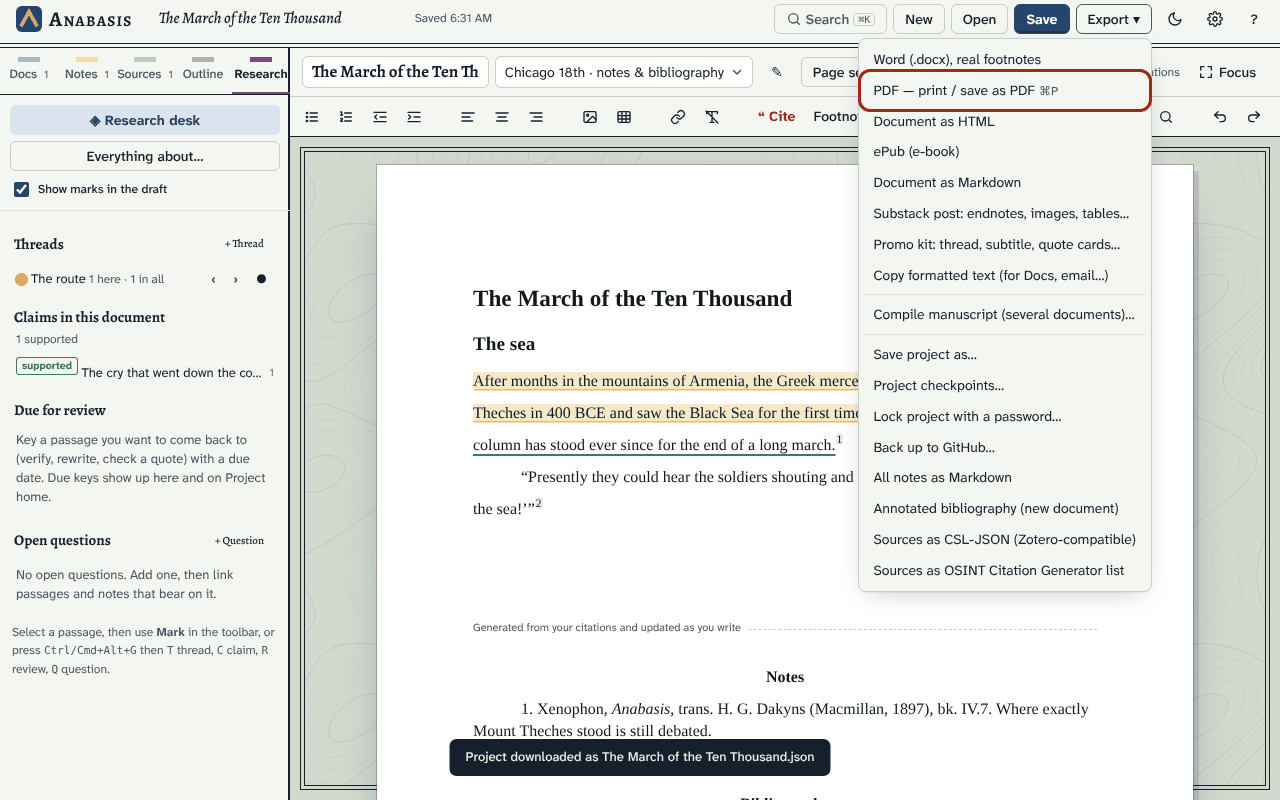 ANABASIS
The March of the Ten Thousand
Saved 6:31 AM
Search ⌘K
New
Open
Save
Export ▾
?
Docs 1
Notes 1
Sources 1
Outline
Research
The March of the Ten Th
Chicago 18th · notes & bibliography
Focus
❝ Cite
◈ Research desk
Everything about…
Show marks in the draft
Threads
+ Thread
The route 1 here · 1 in all
‹ ›
Claims in this document
1 supported
supported The cry that went down the co… 1
Due for review
Key a passage you want to come back to
(verify, rewrite, check a quote) with a due
date. Due keys show up here and on Project
home.
Open questions
+ Question
No open questions. Add one, then link
passages and notes that bear on it.
Select a passage, then use Mark in the toolbar, or
press Ctrl/Cmd+Alt+G then T thread, C claim, R
review, Q question.
Word (.docx), real footnotes
PDF — print / save as PDF ⌘P
Document as HTML
ePub (e-book)
Document as Markdown
Substack post: endnotes, images, tables…
Promo kit: thread, subtitle, quote cards…
Copy formatted text (for Docs, email…)
Compile manuscript (several documents)…
Save project as…
Project checkpoints…
Lock project with a password…
Back up to GitHub…
All notes as Markdown
Annotated bibliography (new document)
Sources as CSL-JSON (Zotero-compatible)
Sources as OSINT Citation Generator list
The March of the Ten Thousand
The sea
After months in the mountains of Armenia, the Greek merce
Theches in 400 BCE and saw the Black Sea for the first time
column has stood ever since for the end of a long march.1
“Presently they could hear the soldiers shouting and
the sea!’”2
Generated from your citations and updated as you write
Notes
1. Xenophon, Anabasis, trans. H. G. Dakyns (Macmillan, 1897), bk. IV.7. Where exactly
Mount Theches stood is still debated.
Project downloaded as The March of the Ten Thousand.json